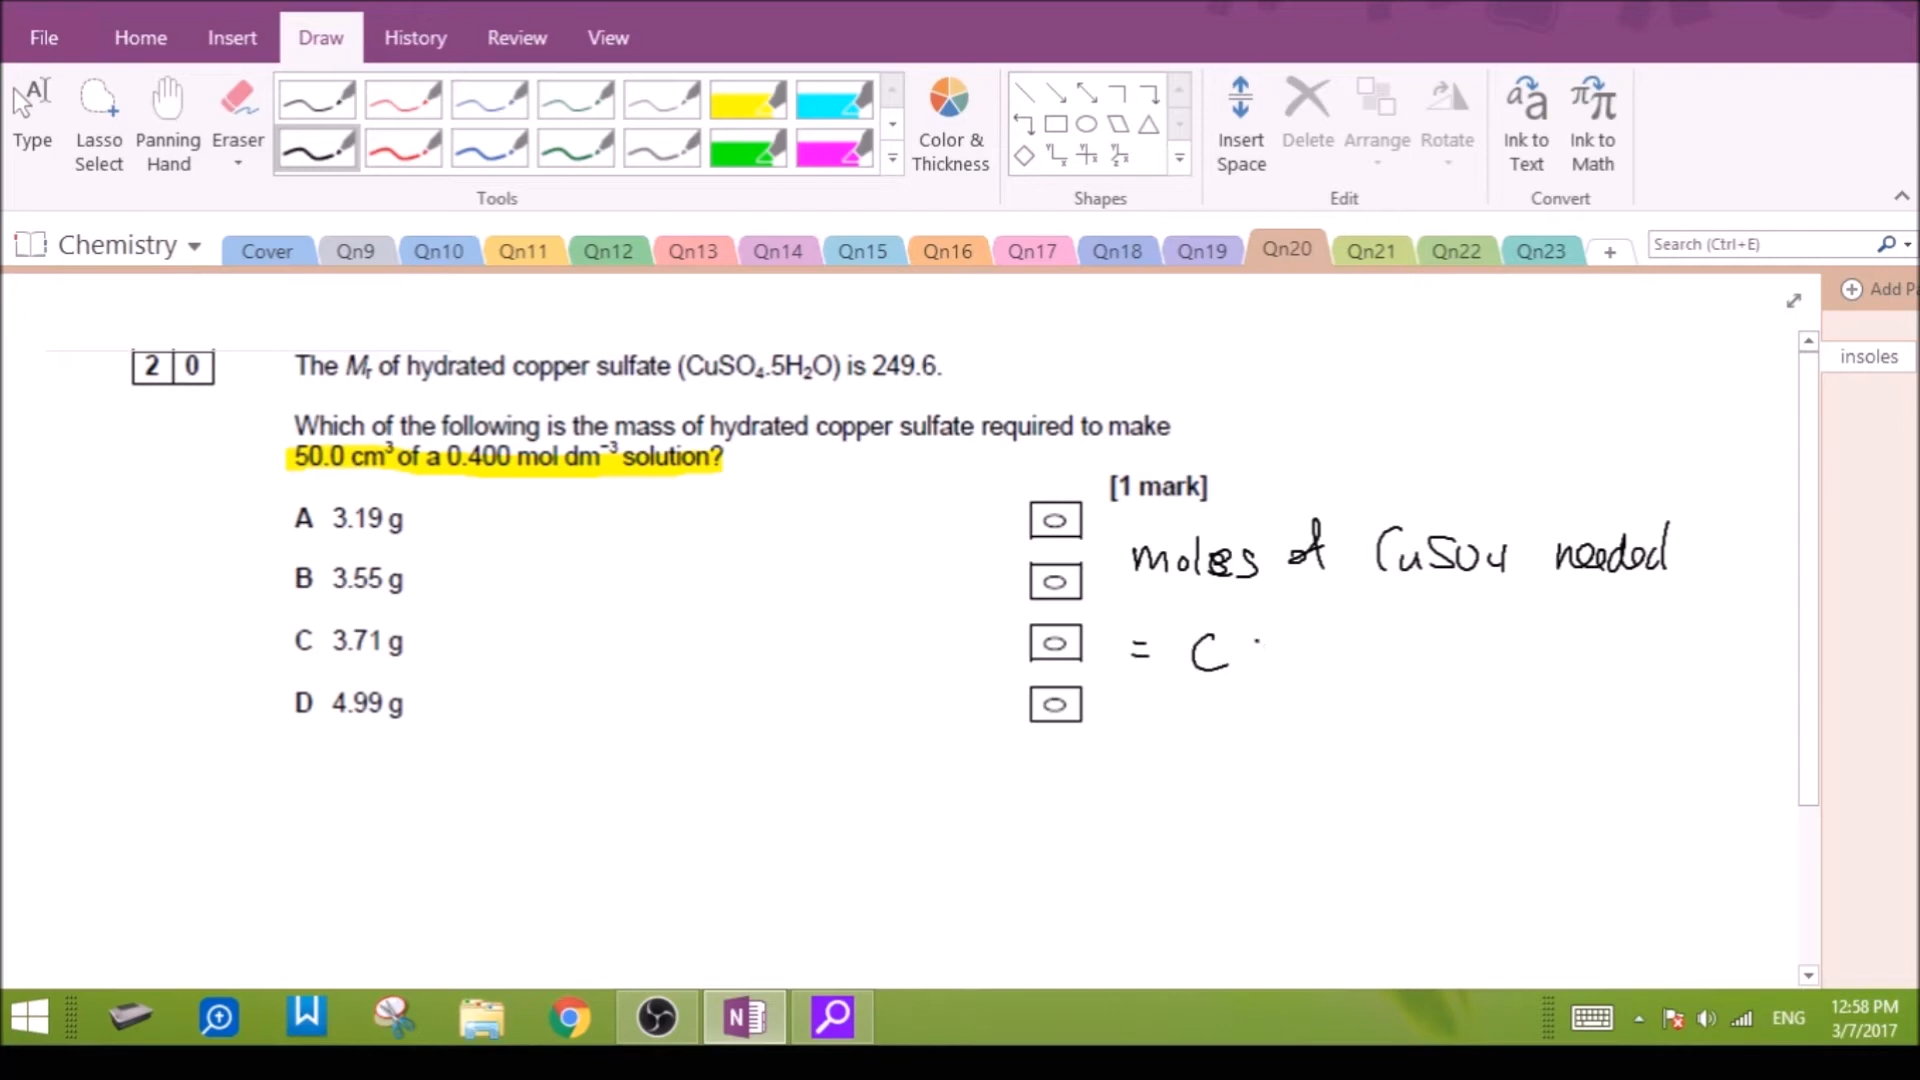 File Home Insert Draw History Review View
Type
Lasso Select
Panning Hand
Eraser
Color & Thickness
Insert Space
Delete
Arrange
Rotate
Ink to Text
Ink to Math
Tools
Shapes
Edit
Convert
Chemistry Cover Qn9 Qn10 Qn11 Qn12 Qn13 Qn14 Qn15 Qn16 Qn17 Qn18 Qn19 Qn20 Qn21 Qn22 Qn23 +
Search (Ctrl+E)
Add Pa
insoles
2 0 The Mr of hydrated copper sulfate (CuSO₄.5H₂O) is 249.6.
Which of the following is the mass of hydrated copper sulfate required to make
50.0 cm³ of a 0.400 mol dm⁻³ solution?
[1 mark]
A 3.19 g
B 3.55 g
C 3.71 g
D 4.99 g
moles of CuSO4 needed
= C
ENG
12:58 PM
3/7/2017